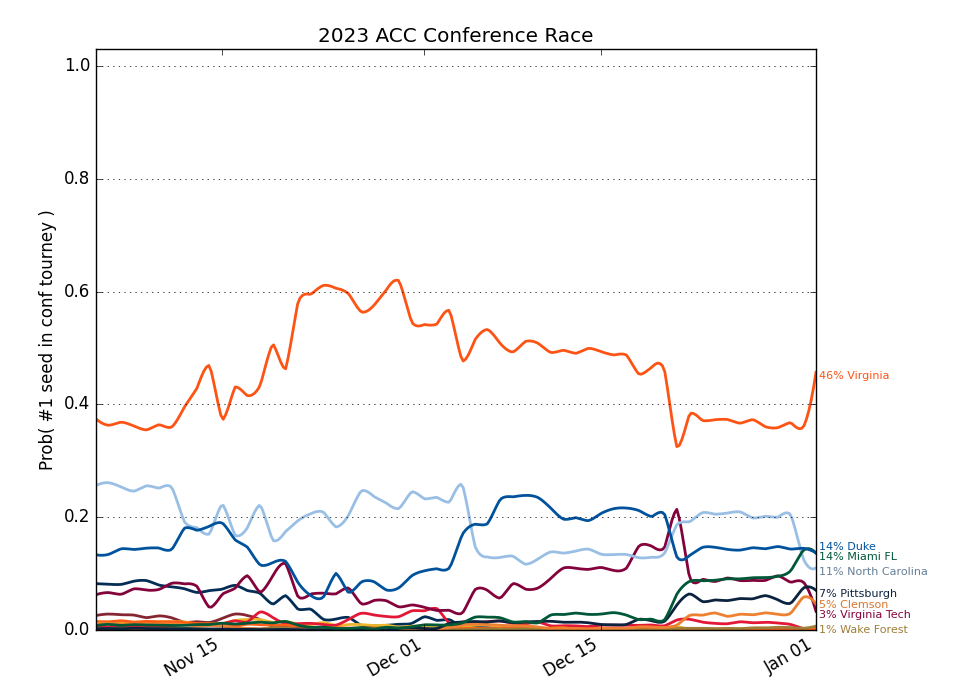 2023 ACC Conference Race
Prob( #1 seed in conf tourney )
1.0
0.8
0.6
0.4
0.2
0.0
Nov 15
Dec 01
Dec 15
Jan 01
46% Virginia
14% Duke
14% Miami FL
11% North Carolina
7% Pittsburgh
5% Clemson
3% Virginia Tech
1% Wake Forest